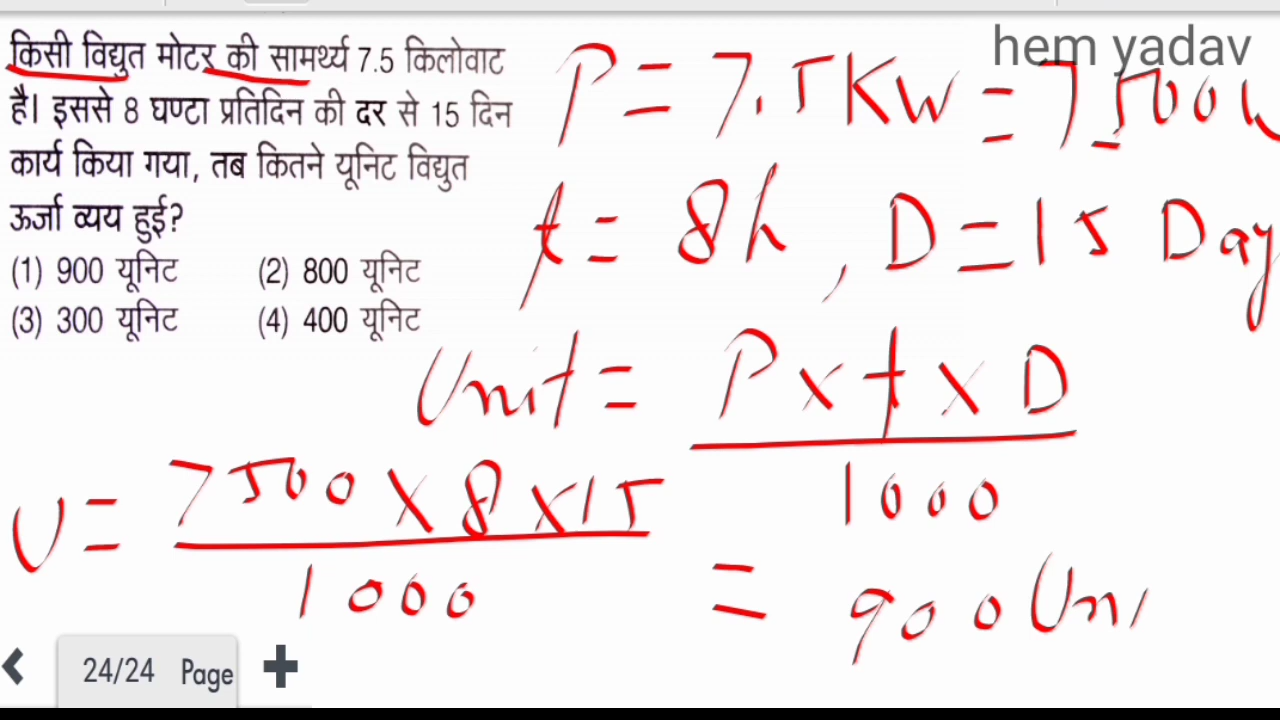 hem yadav
किसी विद्युत मोटर की सामर्थ्य 7.5 किलोवाट
है। इससे 8 घण्टा प्रतिदिन की दर से 15 दिन
कार्य किया गया, तब कितने यूनिट विद्युत
ऊर्जा व्यय हुई?
(1) 900 यूनिट (2) 800 यूनिट
(3) 300 यूनिट (4) 400 यूनिट
P = 7.5 KW = 7500
t = 8h, D = 15 Day
Unit = P x t x D
1000
U = 7500 X 8 X 15
1000
= 900 Uni
24/24 Page